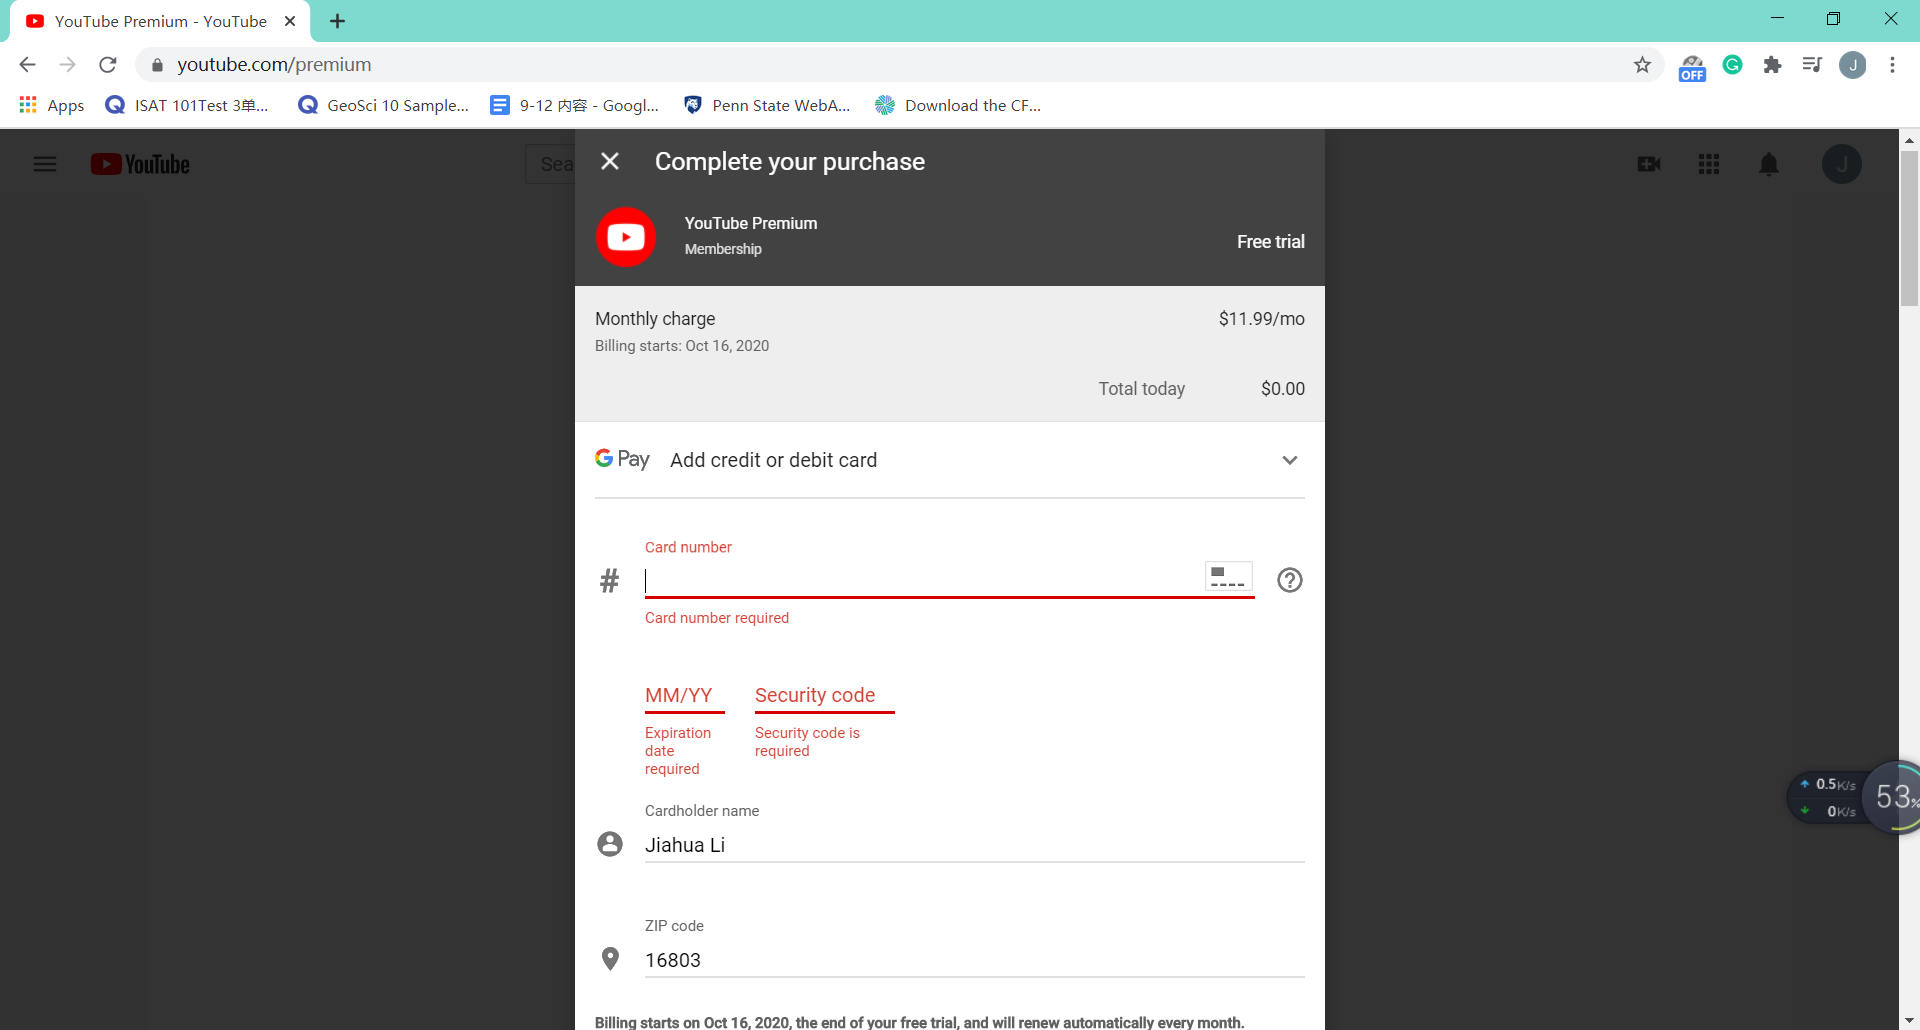 YouTube Premium - YouTube
youtube.com/premium
OFF
G
J
Apps
ISAT 101Test 3单...
GeoSci 10 Sample...
9-12 内容 - Googl...
Penn State WebA...
Download the CF...
YouTube
Sea
J
Complete your purchase
YouTube Premium
Membership
Free trial
Monthly charge
$11.99/mo
Billing starts: Oct 16, 2020
Total today
$0.00
G Pay
Add credit or debit card
Card number
#
Card number required
MM/YY
Security code
Expiration
date
required
Security code is
required
0.5K/s
0K/s
53%
Cardholder name
Jiahua Li
ZIP code
16803
Billing starts on Oct 16, 2020, the end of your free trial, and will renew automatically every month.